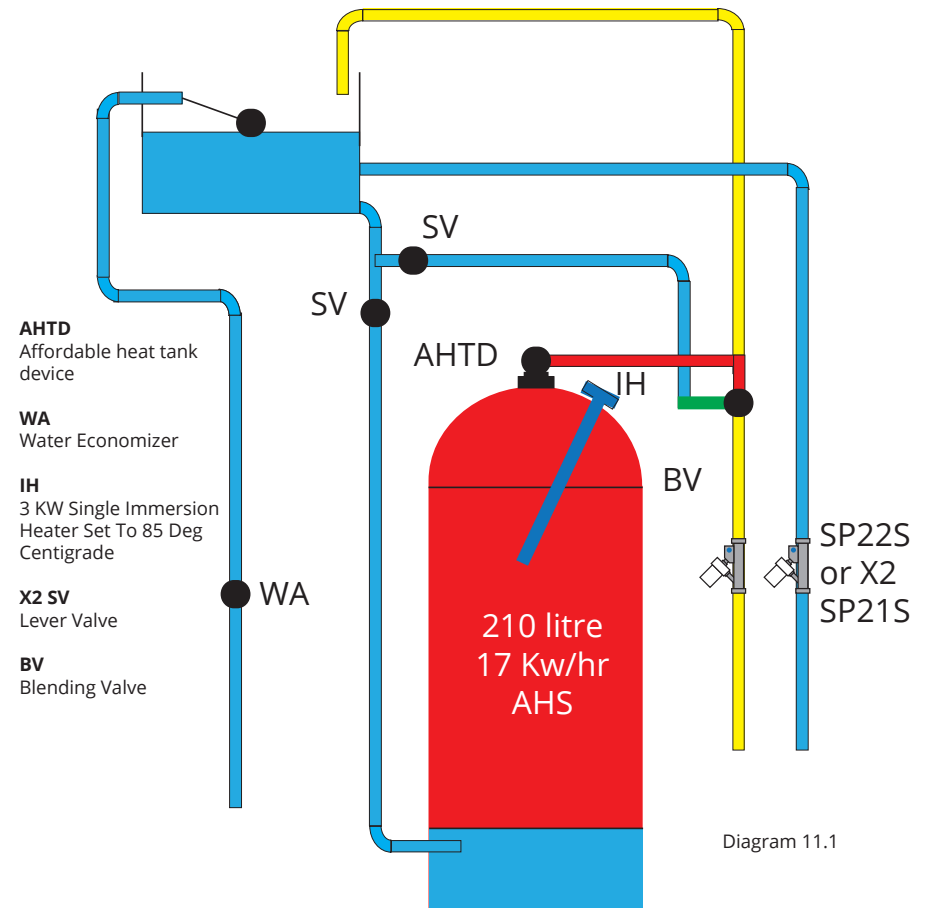 SV
SV
AHTD
IH
BV
AHTD
Affordable heat tank
device
WA
Water Economizer
IH
3 KW Single Immersion
Heater Set To 85 Deg
Centigrade
X2 SV
Lever Valve
BV
Blending Valve
WA
SP22S
or X2
SP21S
210 litre
17 Kw/hr
AHS
Diagram 11.1